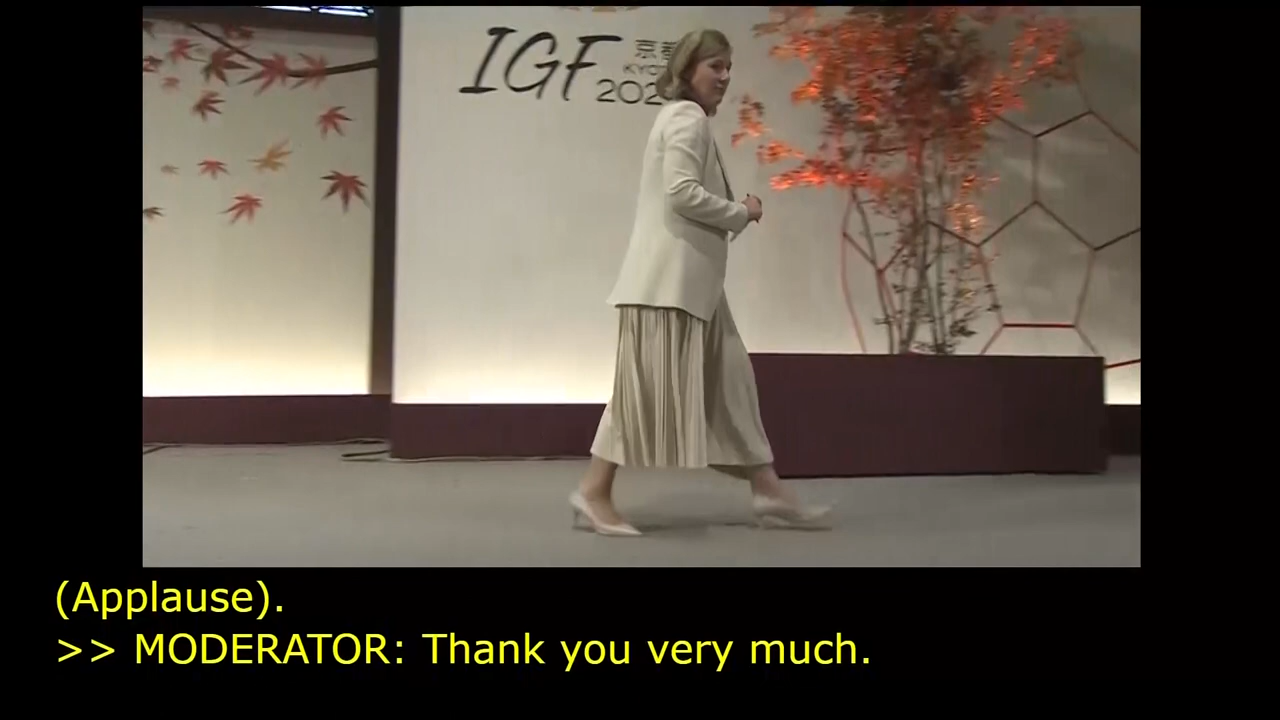 IGF
京都
202
(Applause).
>> MODERATOR: Thank you very much.